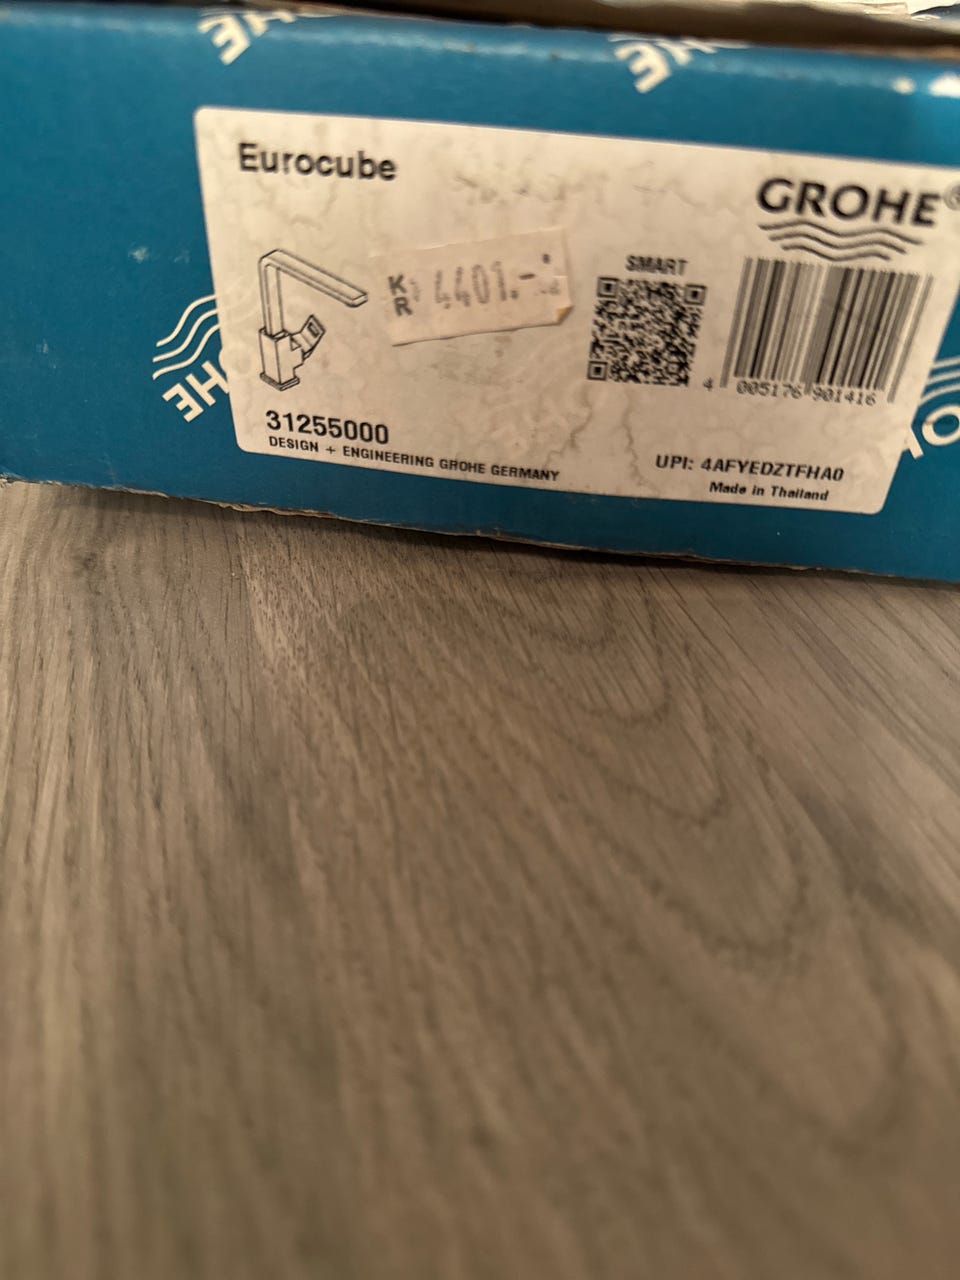 Eurocube
GROHE
SMART
KR 4401.-
4 005176 901416
31255000
DESIGN + ENGINEERING GROHE GERMANY
UPI: 4AFYEDZTFHA0
Made in Thailand